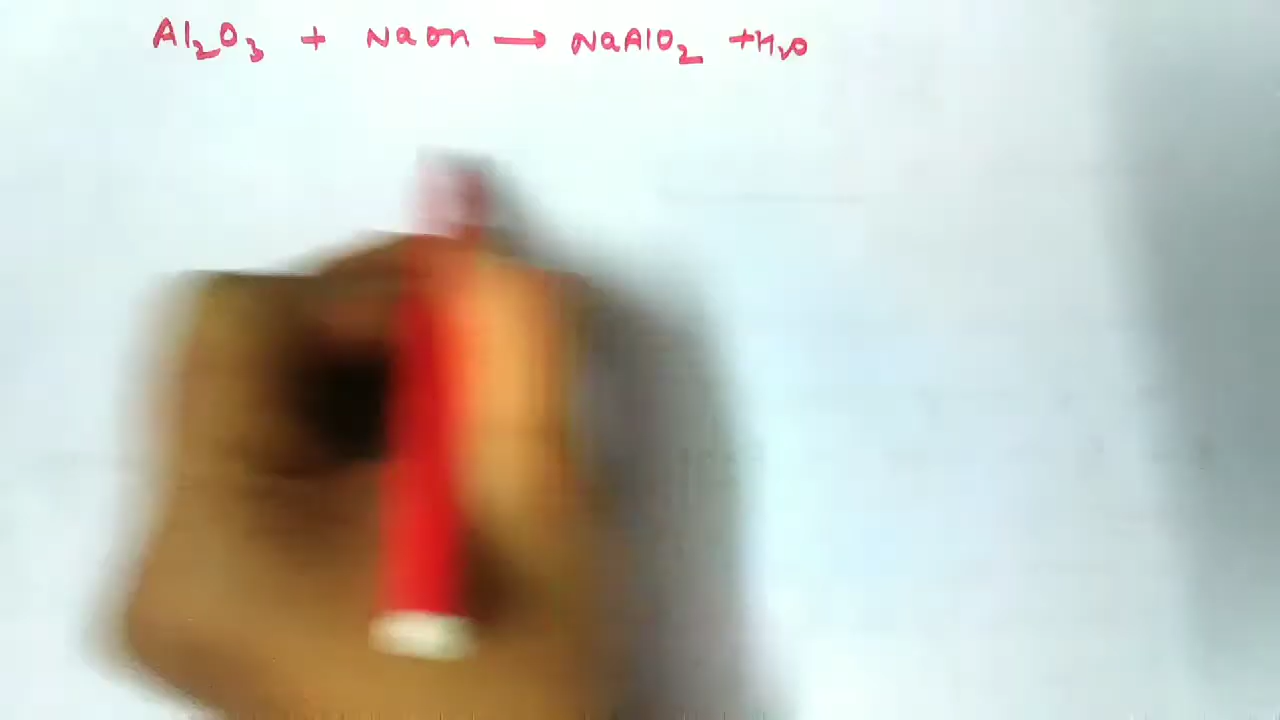 Al₂O₃ + NaOH → NaAlO₂ + H₂O